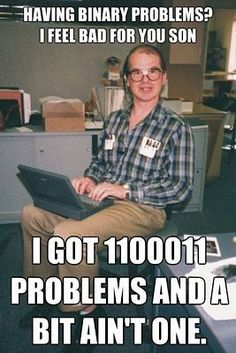 HAVING BINARY PROBLEMS?
I FEEL BAD FOR YOU SON
I GOT 1100011
PROBLEMS AND A
BIT AIN'T ONE.